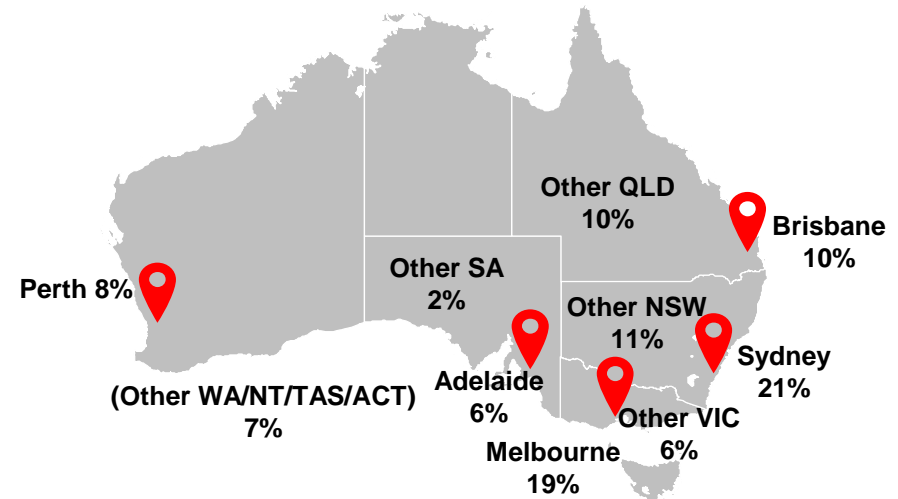 Other QLD
10%
Brisbane
10%
Other SA
2%
Perth 8%
Other NSW
11%
Sydney
21%
Adelaide
6%
(Other WA/NT/TAS/ACT)
7%
Other VIC
6%
Melbourne
19%